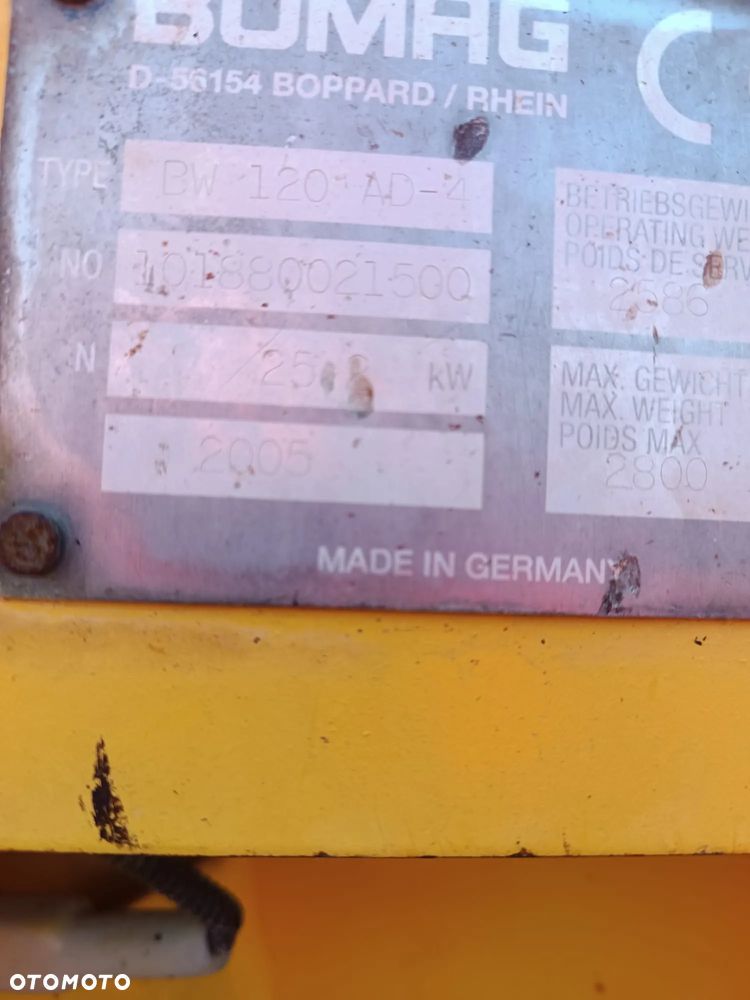 BOMAG
D-56154 BOPPARD / RHEIN
TYPE BW 120 AD-4
NO 101880021500
N /25 kW
2005
BETRIEBSGEWI
OPERATING WE
POIDS DE SERV
2586
MAX. GEWICHT
MAX. WEIGHT
POIDS MAX
2800
MADE IN GERMANY
OTOMOTO